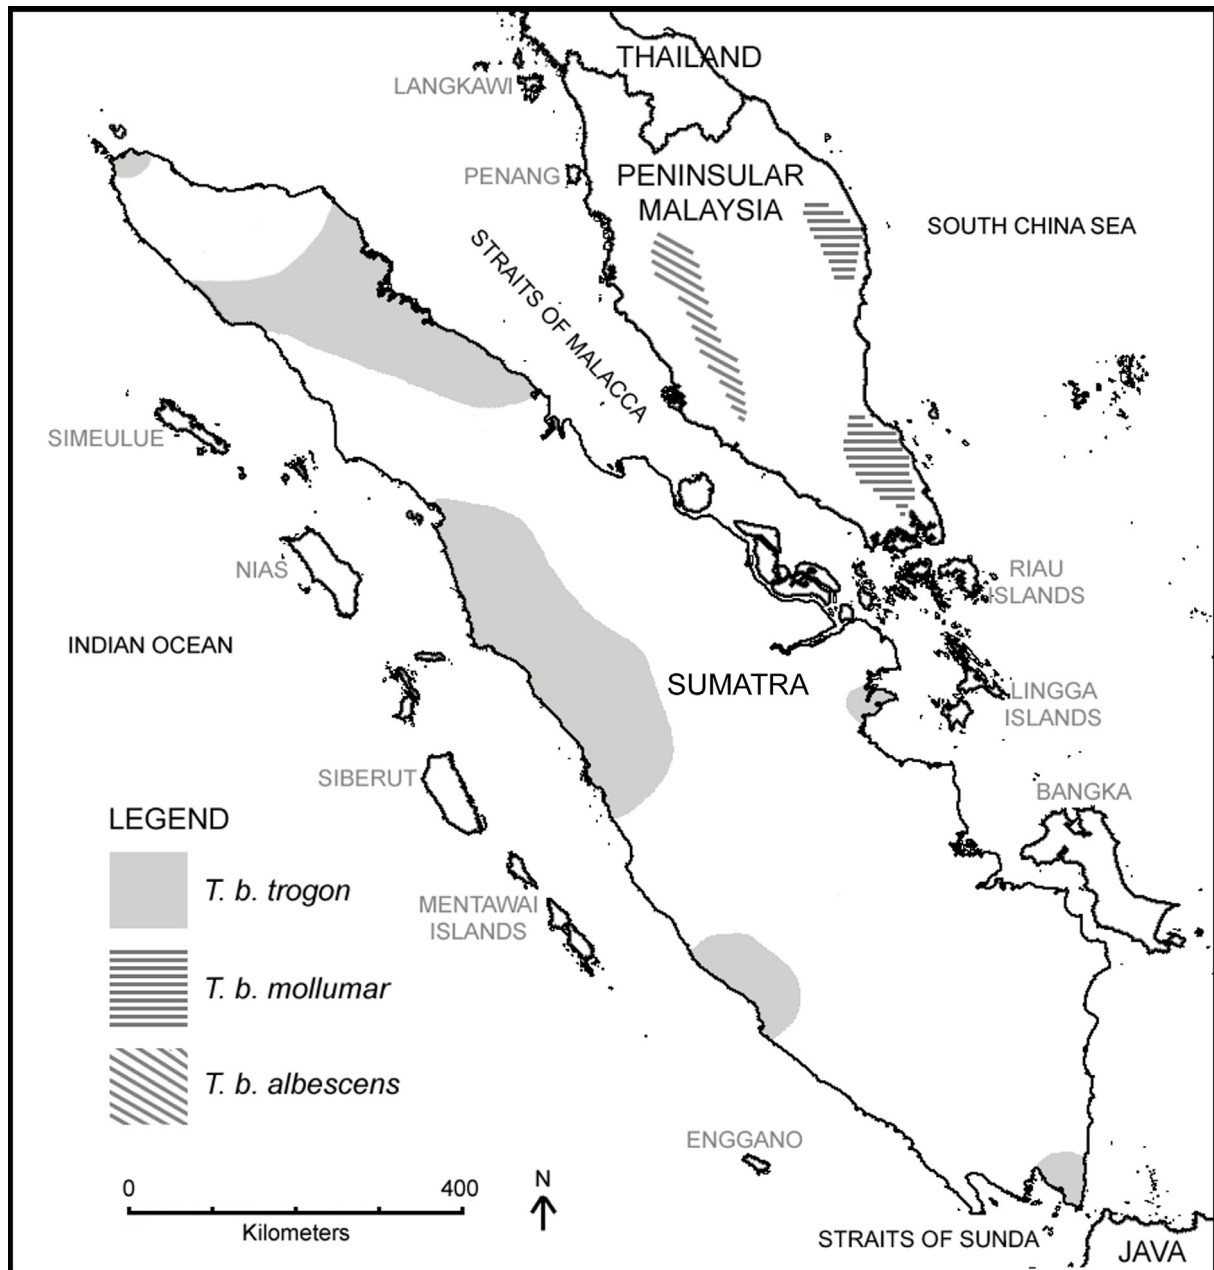 THAILAND
LANGKAWI
PENANG
PENINSULAR
MALAYSIA
SOUTH CHINA SEA
STRAITS OF MALACCA
SIMEULUE
NIAS
RIAU
ISLANDS
INDIAN OCEAN
SUMATRA
LINGGA
ISLANDS
SIBERUT
BANGKA
LEGEND
T. b. trogon
MENTAWAI
ISLANDS
T. b. mollumar
T. b. albescens
ENGGANO
0 400
Kilometers
N
STRAITS OF SUNDA
JAVA